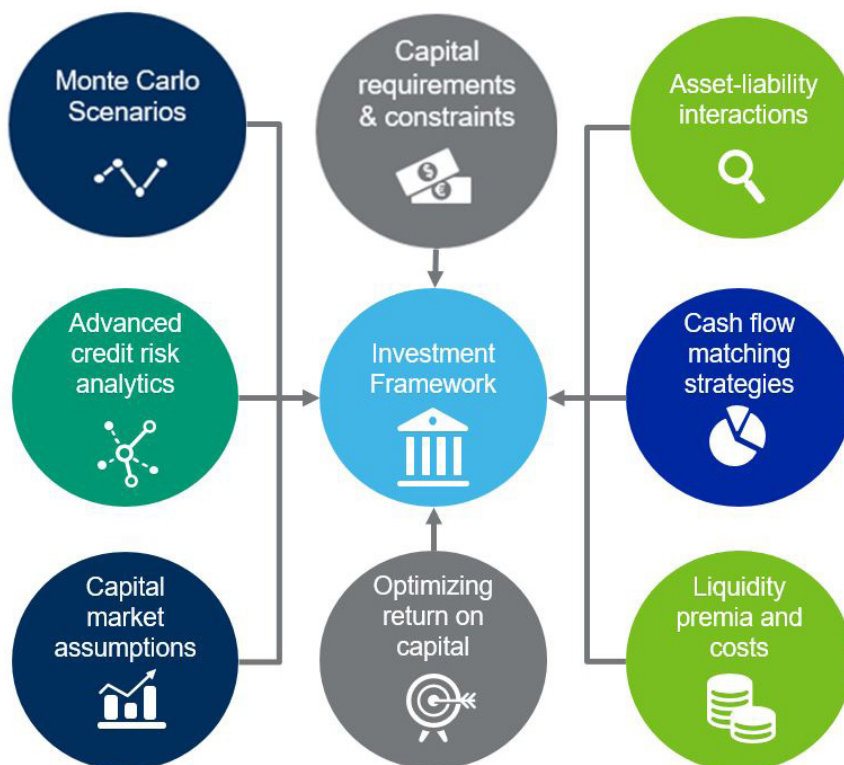 Monte Carlo
Scenarios
Capital
requirements
& constraints
$
€
Asset-liability
interactions
Advanced
credit risk
analytics
Investment
Framework
Cash flow
matching
strategies
Capital
market
assumptions
Optimizing
return on
capital
Liquidity
premia and
costs